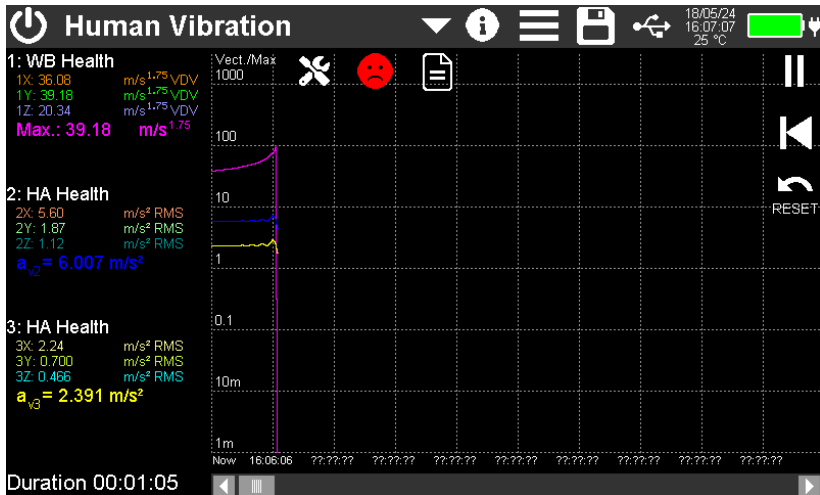 Human Vibration
18/05/24
16:07:07
25 °C
1: WB Health
1X: 36.08 m/s1.75 VDV
1Y: 39.18 m/s1.75 VDV
1Z: 20.34 m/s1.75 VDV
Max.: 39.18 m/s1.75
2: HA Health
2X: 5.60 m/s² RMS
2Y: 1.87 m/s² RMS
2Z: 1.12 m/s² RMS
av2= 6.007 m/s²
3: HA Health
3X: 2.24 m/s² RMS
3Y: 0.700 m/s² RMS
3Z: 0.466 m/s² RMS
av3= 2.391 m/s²
Duration 00:01:05
Vect./Max
1000
100
10
1
0.1
10m
1m
Now 16:06:06 ??:??:?? ??:??:?? ??:??:?? ??:??:?? ??:??:?? ??:??:?? ??:??:?? ??:??:??
RESET